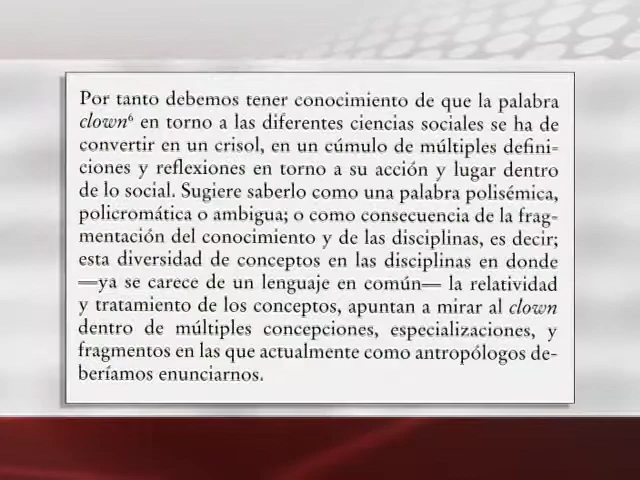 Por tanto debemos tener conocimiento de que la palabra
clown⁶ en torno a las diferentes ciencias sociales se ha de
convertir en un crisol, en un cúmulo de múltiples defini-
ciones y reflexiones en torno a su acción y lugar dentro
de lo social. Sugiere saberlo como una palabra polisémica,
policromática o ambigua; o como consecuencia de la frag-
mentación del conocimiento y de las disciplinas, es decir;
esta diversidad de conceptos en las disciplinas en donde
—ya se carece de un lenguaje en común— la relatividad
y tratamiento de los conceptos, apuntan a mirar al clown
dentro de múltiples concepciones, especializaciones, y
fragmentos en las que actualmente como antropólogos de-
beríamos enunciarnos.